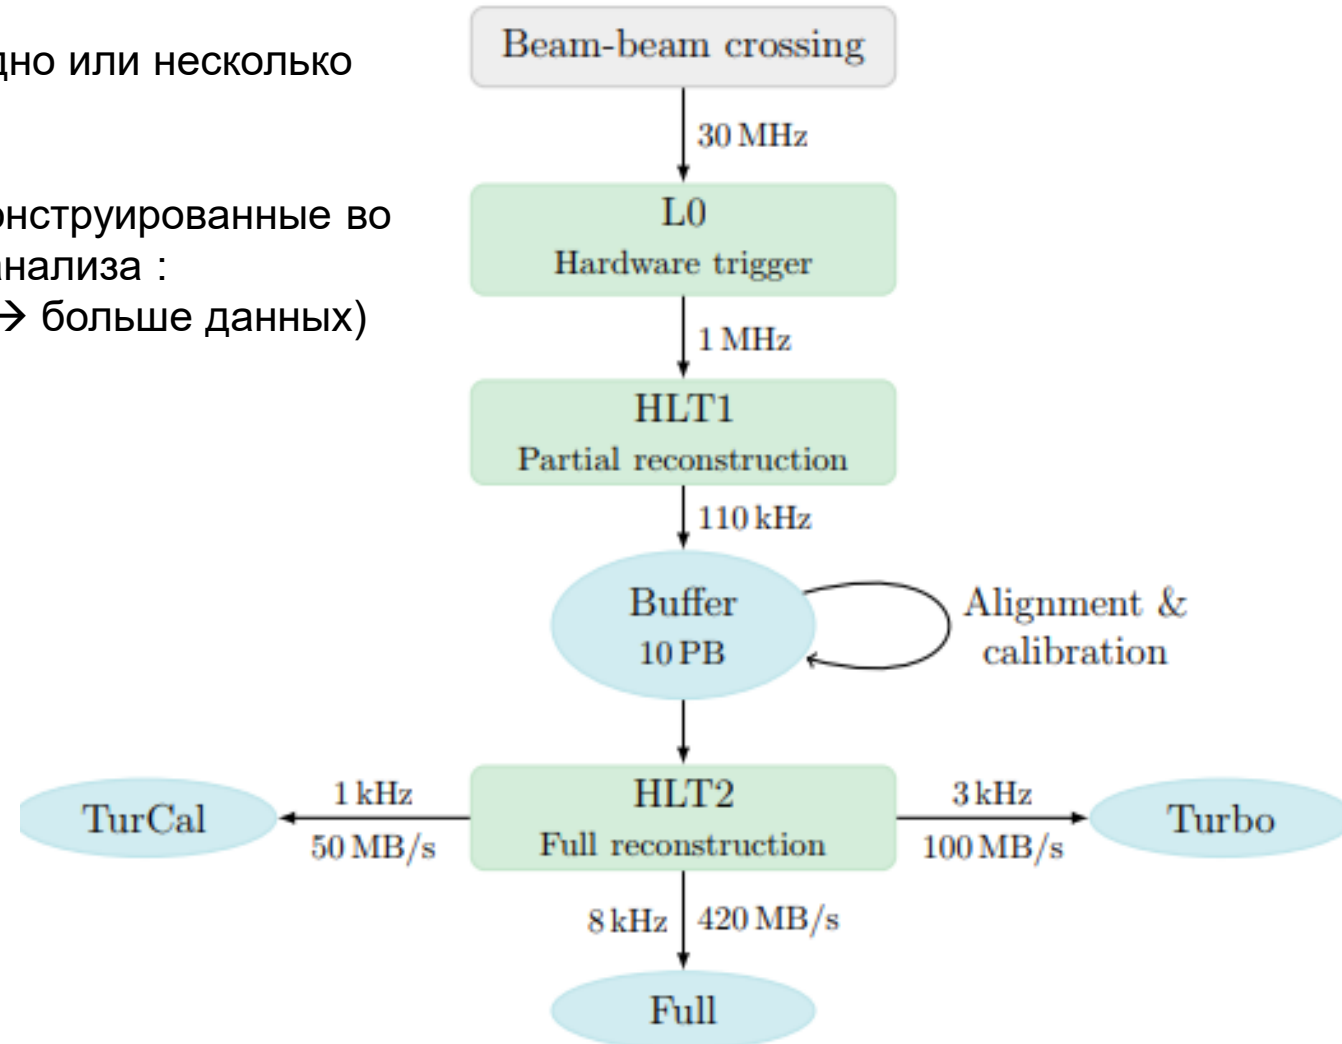 дно или несколько
онструированные во
анализа :
→ больше данных)
Beam-beam crossing
30 MHz
L0
Hardware trigger
1 MHz
HLT1
Partial reconstruction
110 kHz
Buffer
10 PB
Alignment &
calibration
HLT2
Full reconstruction
1 kHz
50 MB/s
TurCal
3 kHz
100 MB/s
Turbo
8 kHz
420 MB/s
Full